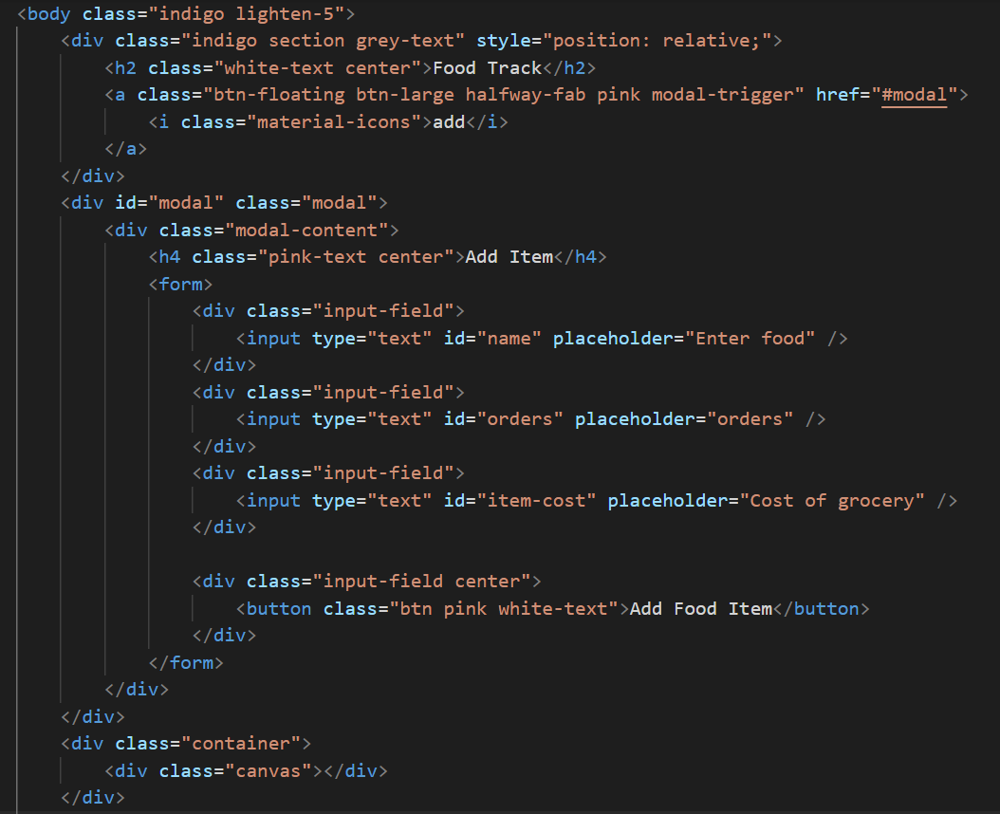 <body class="indigo lighten-5">
<div class="indigo section grey-text" style="position: relative;">
<h2 class="white-text center">Food Track</h2>
<a class="btn-floating btn-large halfway-fab pink modal-trigger" href="#modal">
<i class="material-icons">add</i>
</a>
</div>
<div id="modal" class="modal">
<div class="modal-content">
<h4 class="pink-text center">Add Item</h4>
<form>
<div class="input-field">
<input type="text" id="name" placeholder="Enter food" />
</div>
<div class="input-field">
<input type="text" id="orders" placeholder="orders" />
</div>
<div class="input-field">
<input type="text" id="item-cost" placeholder="Cost of grocery" />
</div>
<div class="input-field center">
<button class="btn pink white-text">Add Food Item</button>
</div>
</form>
</div>
</div>
<div class="container">
<div class="canvas"></div>
</div>